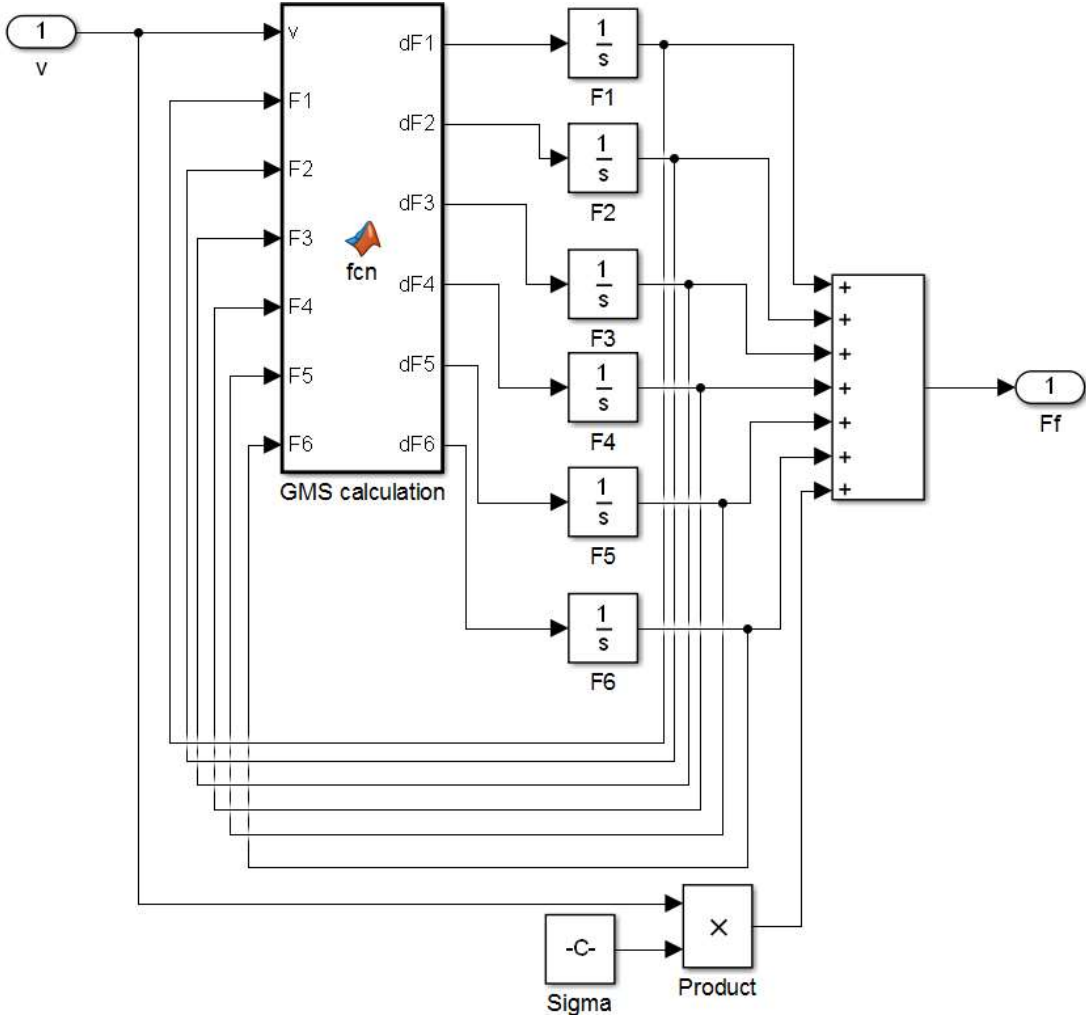 1
v
v
F1
F2
F3
F4
F5
F6
fcn
dF1
dF2
dF3
dF4
dF5
dF6
GMS calculation
1
s
F1
1
s
F2
1
s
F3
1
s
F4
1
s
F5
1
s
F6
+
+
+
+
+
+
+
1
Ff
-C-
Sigma
×
Product